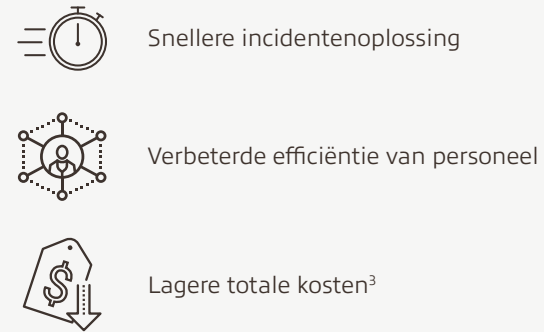 Snellere incidentenoplossing
Verbeterde efficiëntie van personeel
$
Lagere totale kosten³